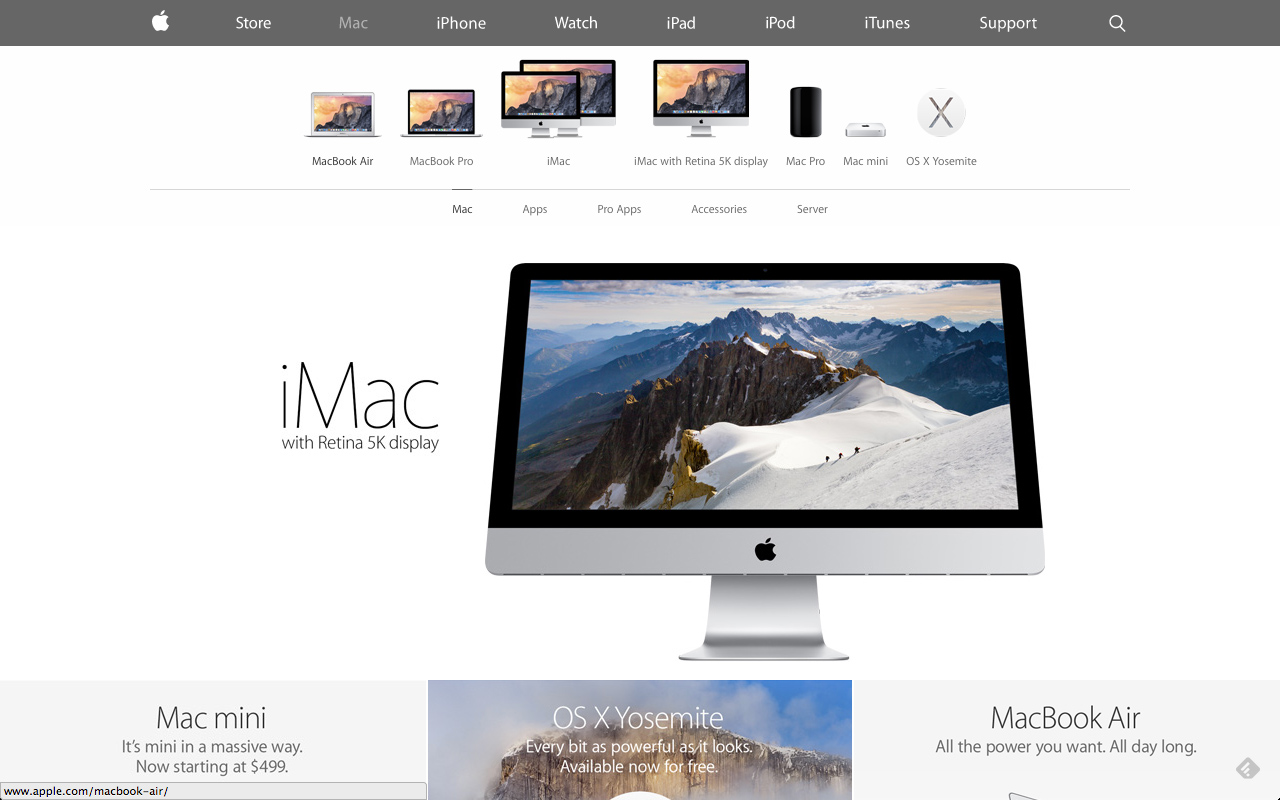 Store Mac iPhone Watch iPad iPod iTunes Support
MacBook Air MacBook Pro iMac iMac with Retina 5K display Mac Pro Mac mini OS X Yosemite
Mac Apps Pro Apps Accessories Server
iMac
with Retina 5K display
Mac mini
It's mini in a massive way.
Now starting at $499.
OS X Yosemite
Every bit as powerful as it looks.
Available now for free.
MacBook Air
All the power you want. All day long.
www.apple.com/macbook-air/